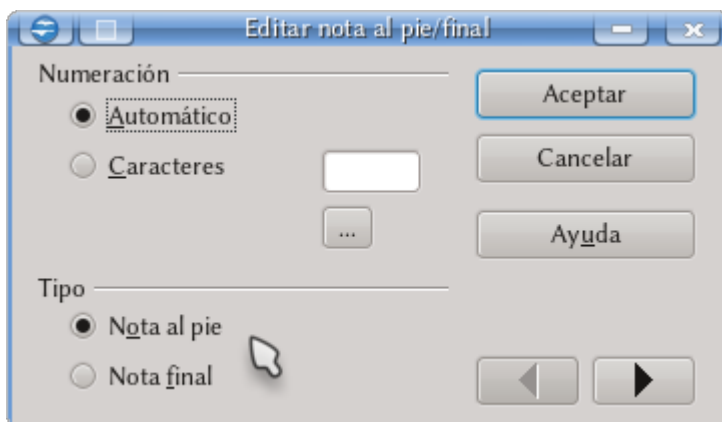 Editar nota al pie/final
Numeración
Automático
Caracteres
...
Tipo
Nota al pie
Nota final
Aceptar
Cancelar
Ayuda